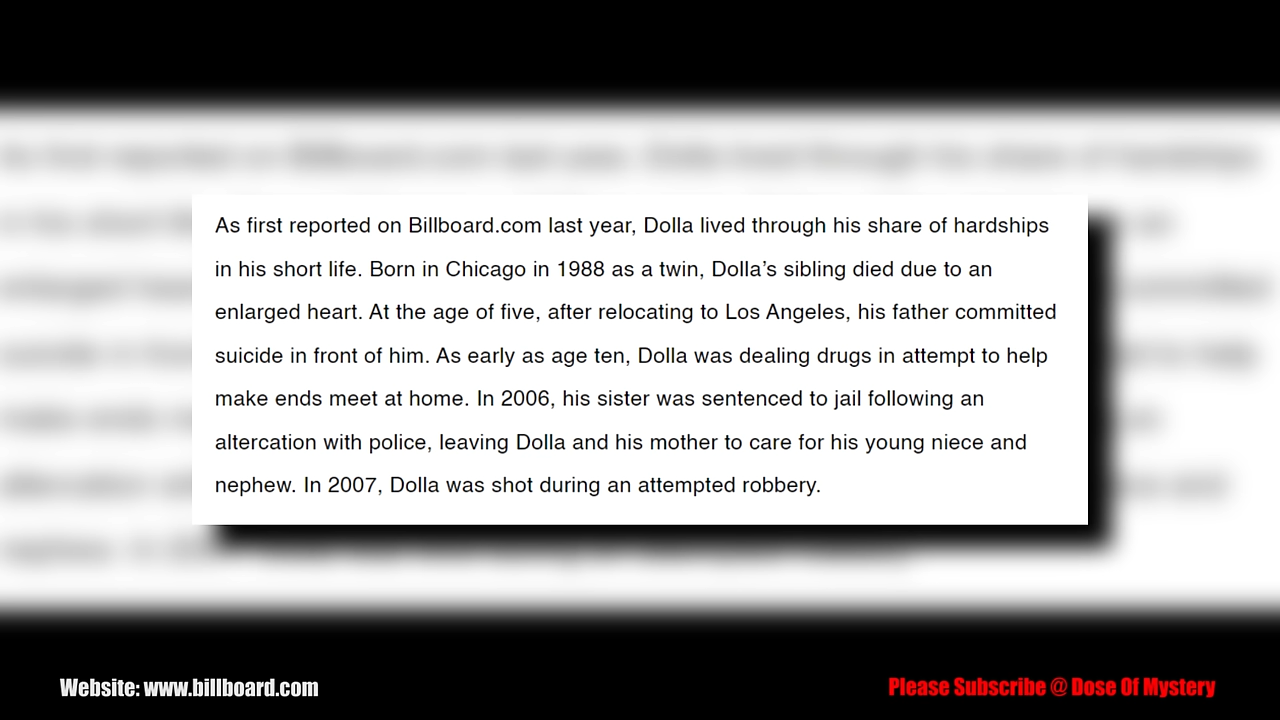 As first reported on Billboard.com last year, Dolla lived through his share of hardships
in his short life. Born in Chicago in 1988 as a twin, Dolla’s sibling died due to an
enlarged heart. At the age of five, after relocating to Los Angeles, his father committed
suicide in front of him. As early as age ten, Dolla was dealing drugs in attempt to help
make ends meet at home. In 2006, his sister was sentenced to jail following an
altercation with police, leaving Dolla and his mother to care for his young niece and
nephew. In 2007, Dolla was shot during an attempted robbery.
Website: www.billboard.com
Please Subscribe @ Dose Of Mystery